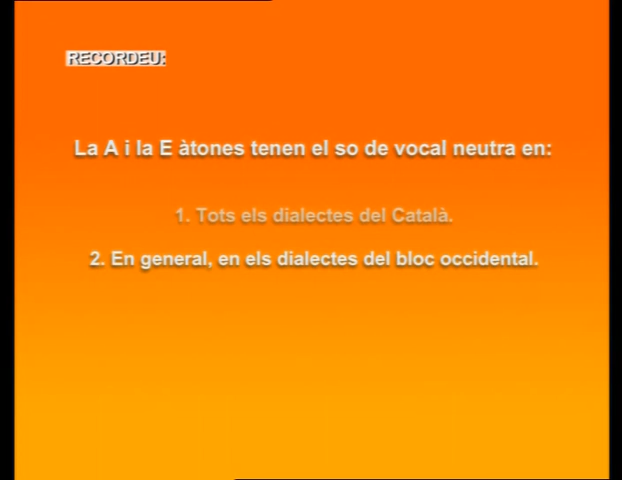 RECORDEU:
La A i la E àtones tenen el so de vocal neutra en:
1. Tots els dialectes del Català.
2. En general, en els dialectes del bloc occidental.